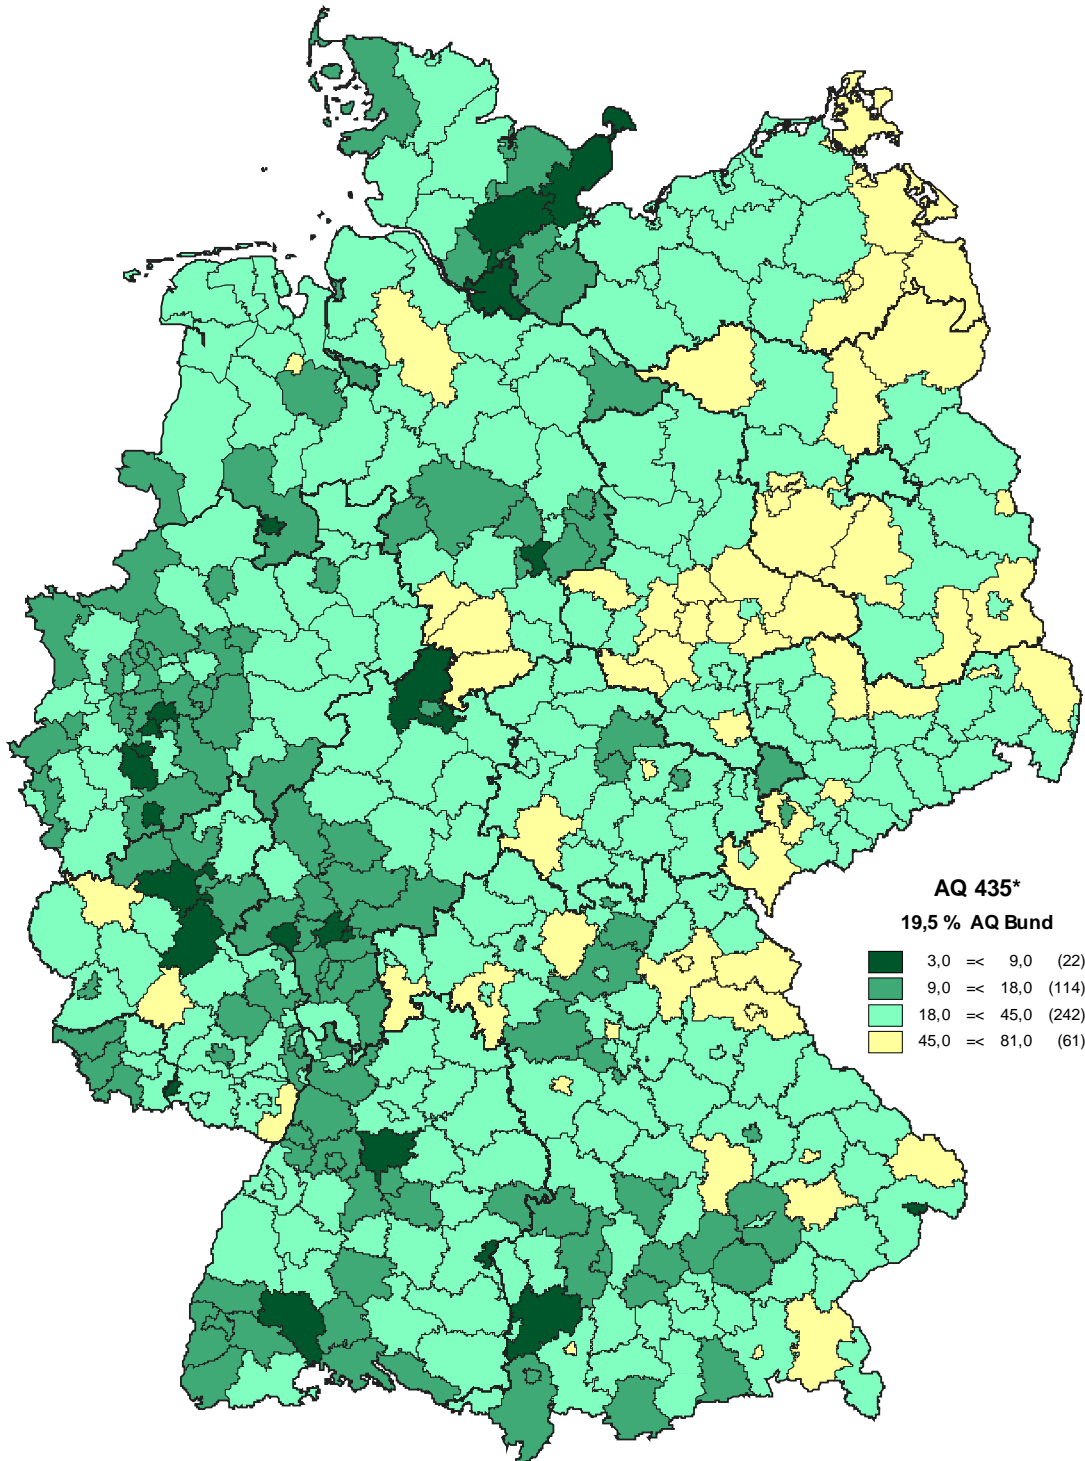 AQ 435*
19,5 % AQ Bund
3,0 =< 9,0 (22)
9,0 =< 18,0 (114)
18,0 =< 45,0 (242)
45,0 =< 81,0 (61)